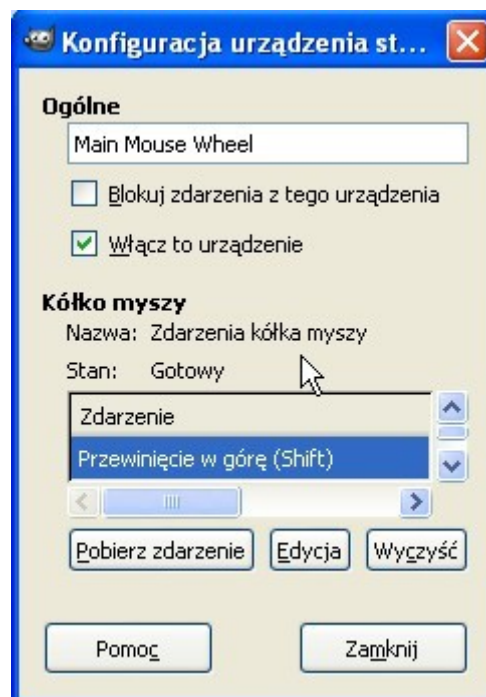 Konfiguracja urządzenia st...
Ogólne
Main Mouse Wheel
Blokuj zdarzenia z tego urządzenia
Włącz to urządzenie
Kółko myszy
Nazwa: Zdarzenia kółka myszy
Stan: Gotowy
Zdarzenie
Przewinięcie w górę (Shift)
Pobierz zdarzenie Edycja Wyczyść
Pomoc Zamknij